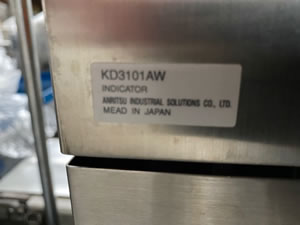 KD3101AW
INDICATOR
ANRITSU INDUSTRIAL SOLUTIONS CO., LTD.
MEAD IN JAPAN